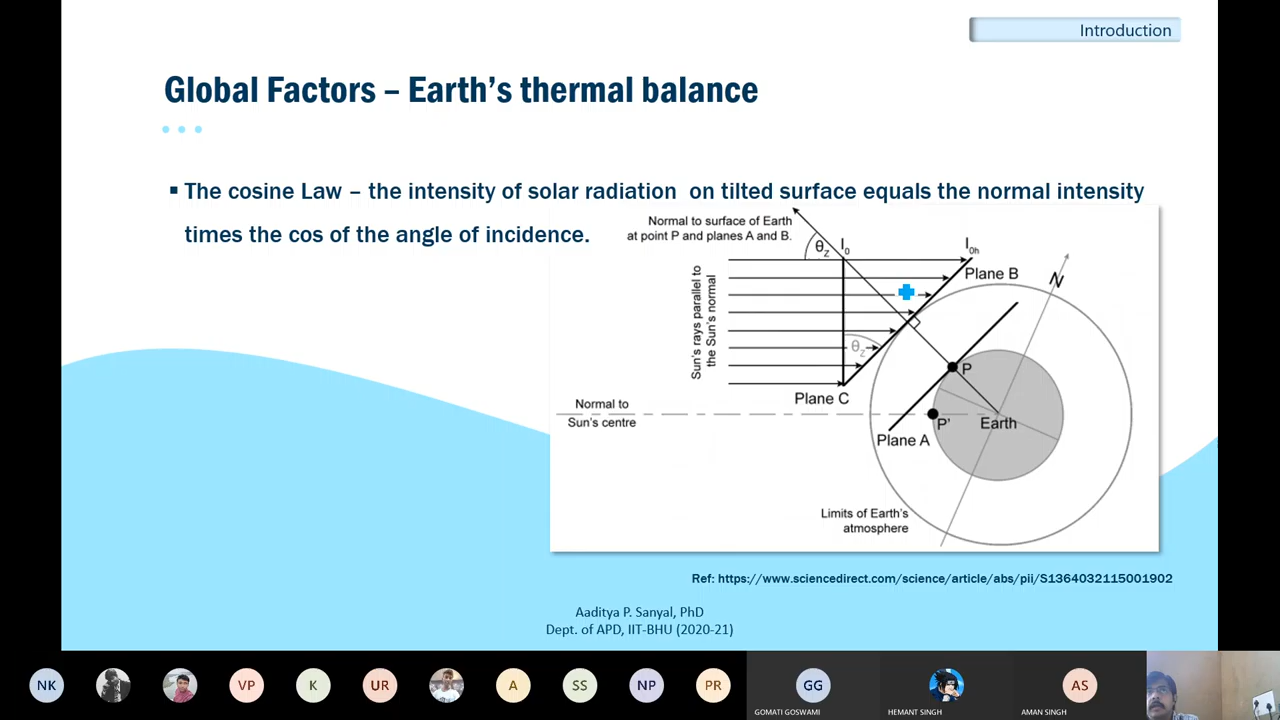 Introduction
Global Factors – Earth's thermal balance
▪ The cosine Law – the intensity of solar radiation on tilted surface equals the normal intensity
times the cos of the angle of incidence.
Normal to surface of Earth
at point P and planes A and B.
θz
I0
I0h
Plane B
N
Sun's rays parallel to
the Sun's normal
θz
P
Plane C
Normal to
Sun's centre
P'
Earth
Plane A
Limits of Earth's
atmosphere
Ref: https://www.sciencedirect.com/science/article/abs/pii/S1364032115001902
Aaditya P. Sanyal, PhD
Dept. of APD, IIT-BHU (2020-21)
NK
VP
K
UR
A
SS
NP
PR
GG
AS
GOMATI GOSWAMI
HEMANT SINGH
AMAN SINGH